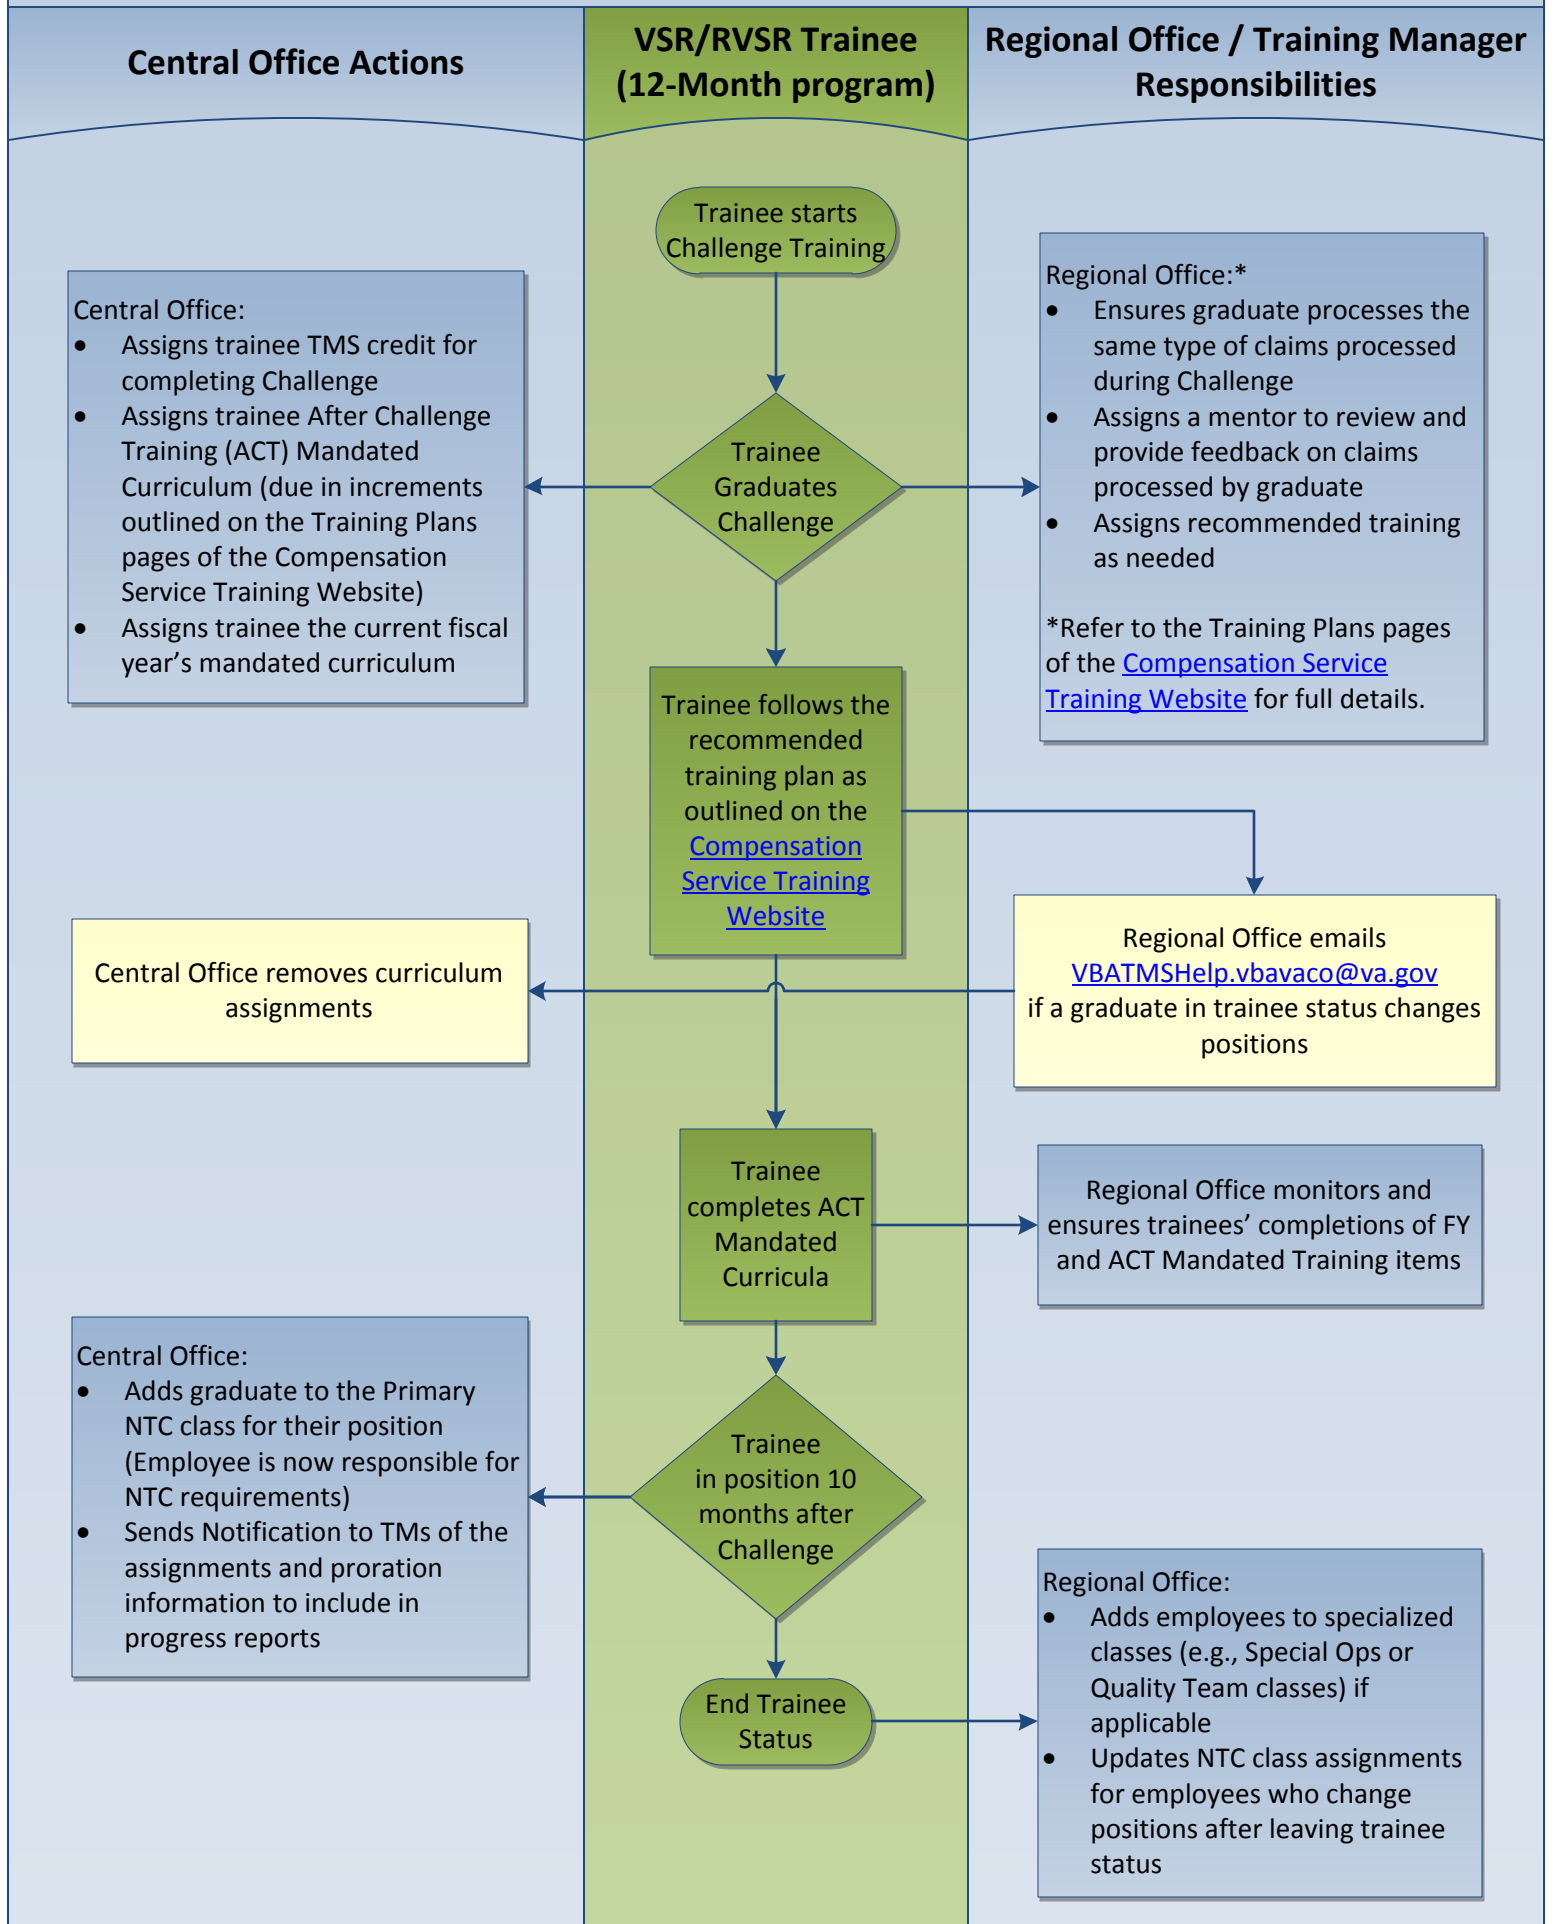 Central Office Actions
VSR/RVSR Trainee
(12-Month program)
Regional Office / Training Manager
Responsibilities
Trainee starts
Challenge Training
Central Office:
• Assigns trainee TMS credit for
completing Challenge
• Assigns trainee After Challenge
Training (ACT) Mandated
Curriculum (due in increments
outlined on the Training Plans
pages of the Compensation
Service Training Website)
• Assigns trainee the current fiscal
year’s mandated curriculum
Trainee
Graduates
Challenge
Regional Office:*
• Ensures graduate processes the
same type of claims processed
during Challenge
• Assigns a mentor to review and
provide feedback on claims
processed by graduate
• Assigns recommended training
as needed
*Refer to the Training Plans pages
of the Compensation Service
Training Website for full details.
Trainee follows the
recommended
training plan as
outlined on the
Compensation
Service Training
Website
Central Office removes curriculum
assignments
Regional Office emails
VBATMSHelp.vbavaco@va.gov
if a graduate in trainee status changes
positions
Trainee
completes ACT
Mandated
Curricula
Regional Office monitors and
ensures trainees’ completions of FY
and ACT Mandated Training items
Central Office:
• Adds graduate to the Primary
NTC class for their position
(Employee is now responsible for
NTC requirements)
• Sends Notification to TMs of the
assignments and proration
information to include in
progress reports
Trainee
in position 10
months after
Challenge
End Trainee
Status
Regional Office:
• Adds employees to specialized
classes (e.g., Special Ops or
Quality Team classes) if
applicable
• Updates NTC class assignments
for employees who change
positions after leaving trainee
status